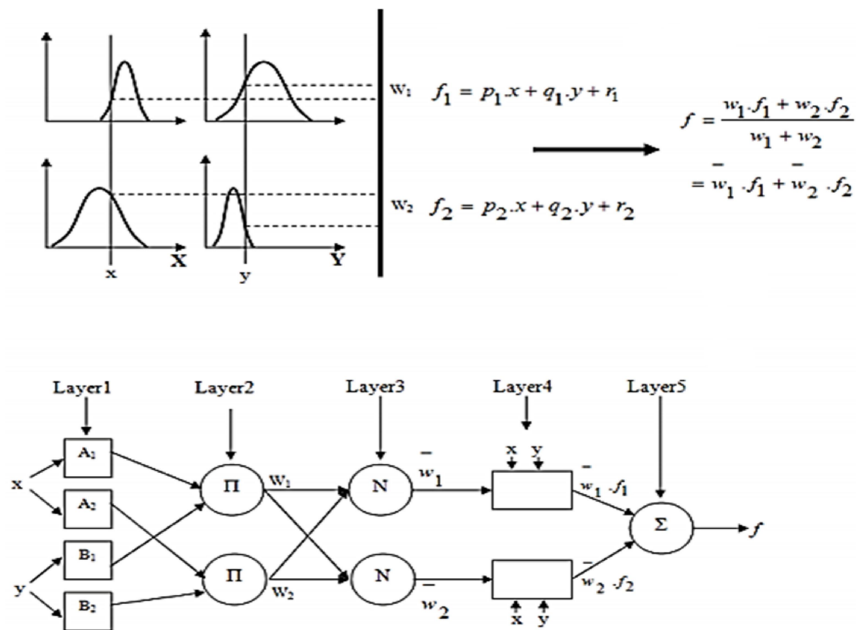 W₁ f₁ = p₁.x + q₁.y + r₁
f = (w₁.f₁ + w₂.f₂) / (w₁ + w₂)
= w̄₁.f₁ + w̄₂.f₂
W₂ f₂ = p₂.x + q₂.y + r₂
X Y
x y
Layer1 Layer2 Layer3 Layer4 Layer5
x y
A₁ W₁ w̄₁ w̄₁.f₁
x Π N
A₂ Σ f
B₁
y Π N
B₂ W₂ w̄₂ w̄₂.f₂
x y